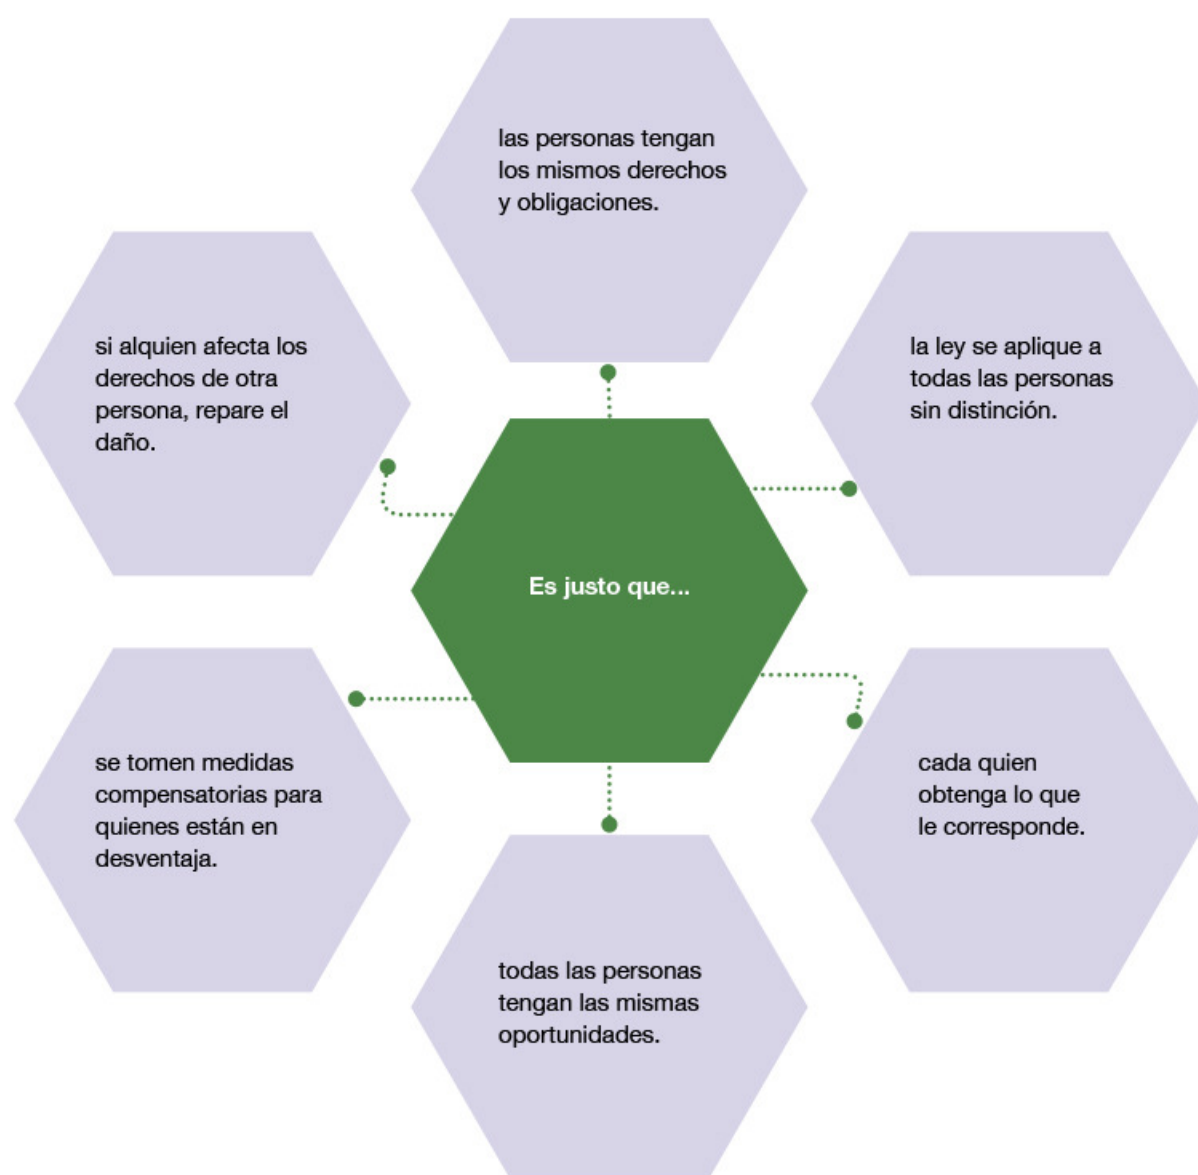 las personas tengan
los mismos derechos
y obligaciones.
si alquien afecta los
derechos de otra
persona, repare el
daño.
la ley se aplique a
todas las personas
sin distinción.
Es justo que...
se tomen medidas
compensatorias para
quienes están en
desventaja.
cada quien
obtenga lo que
le corresponde.
todas las personas
tengan las mismas
oportunidades.